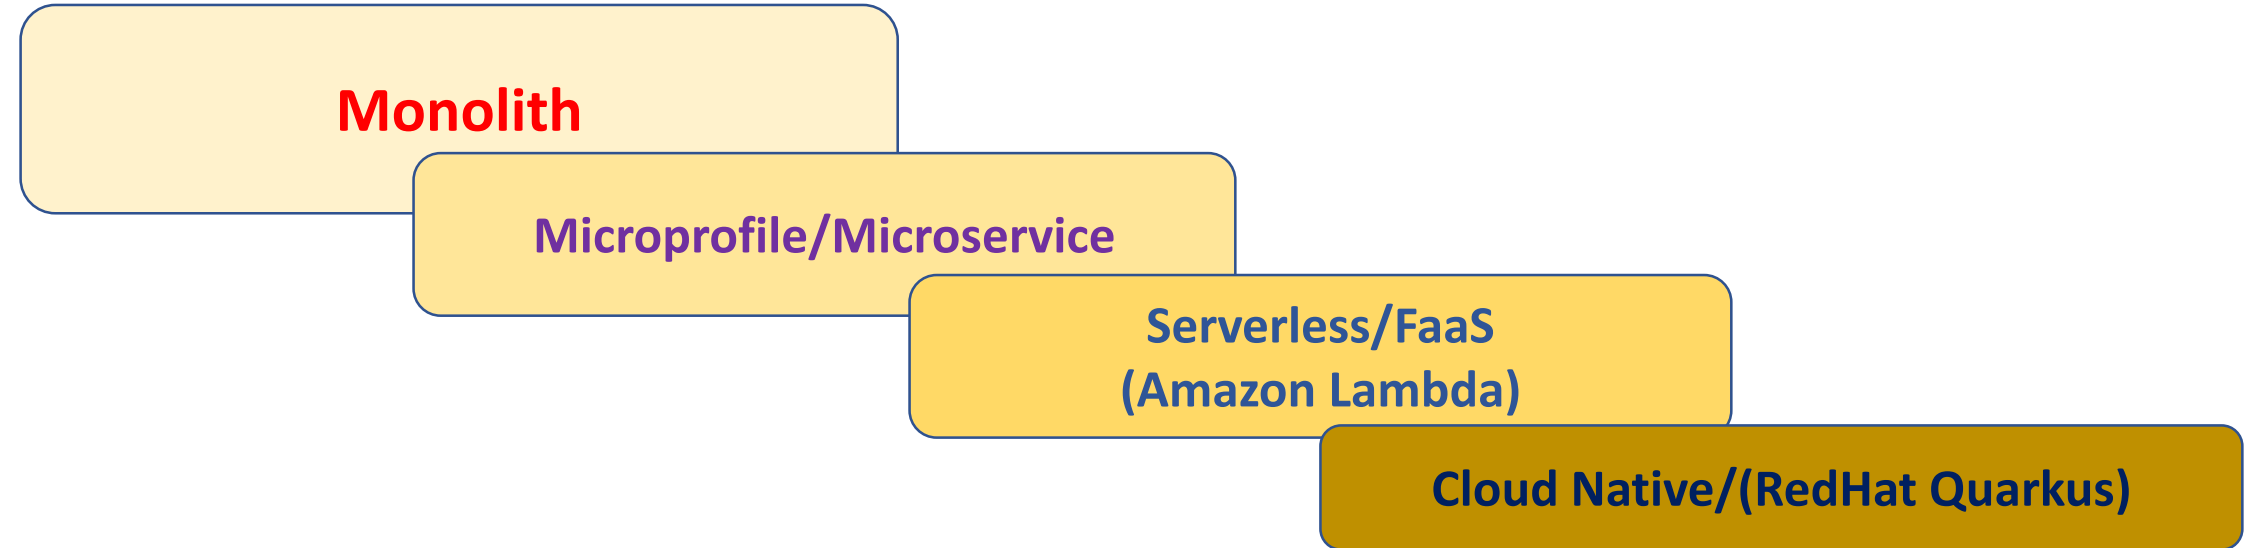 Monolith
Microprofile/Microservice
Serverless/FaaS
(Amazon Lambda)
Cloud Native/(RedHat Quarkus)